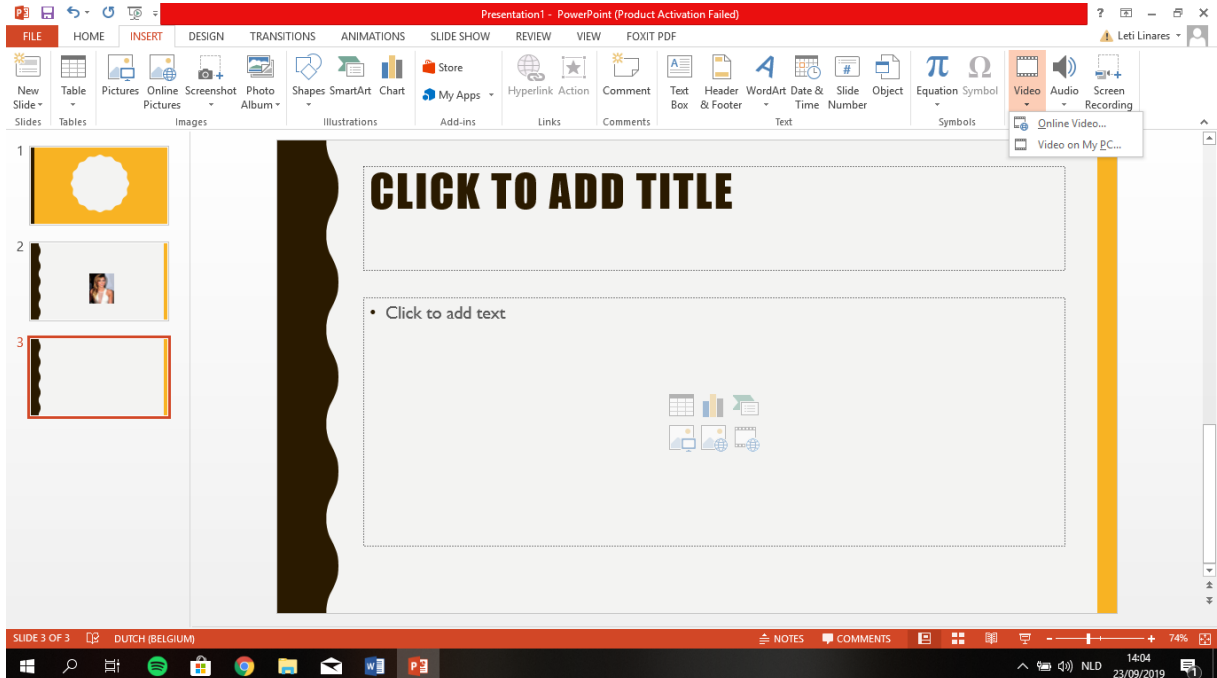 Presentation1 - PowerPoint (Product Activation Failed)
FILE HOME INSERT DESIGN TRANSITIONS ANIMATIONS SLIDE SHOW REVIEW VIEW FOXIT PDF Leti Linares
New Slide
Table
Pictures
Online Pictures
Screenshot
Photo Album
Shapes
SmartArt
Chart
Store
My Apps
Hyperlink
Action
Comment
Text Box
Header & Footer
WordArt
Date & Time
Slide Number
Object
Equation
Symbol
Video
Audio
Screen Recording
Slides Tables Images Illustrations Add-ins Links Comments Text Symbols
Online Video...
Video on My PC...
1
2
3
CLICK TO ADD TITLE
• Click to add text
SLIDE 3 OF 3 DUTCH (BELGIUM) NOTES COMMENTS 74%
NLD
14:04
23/09/2019
1